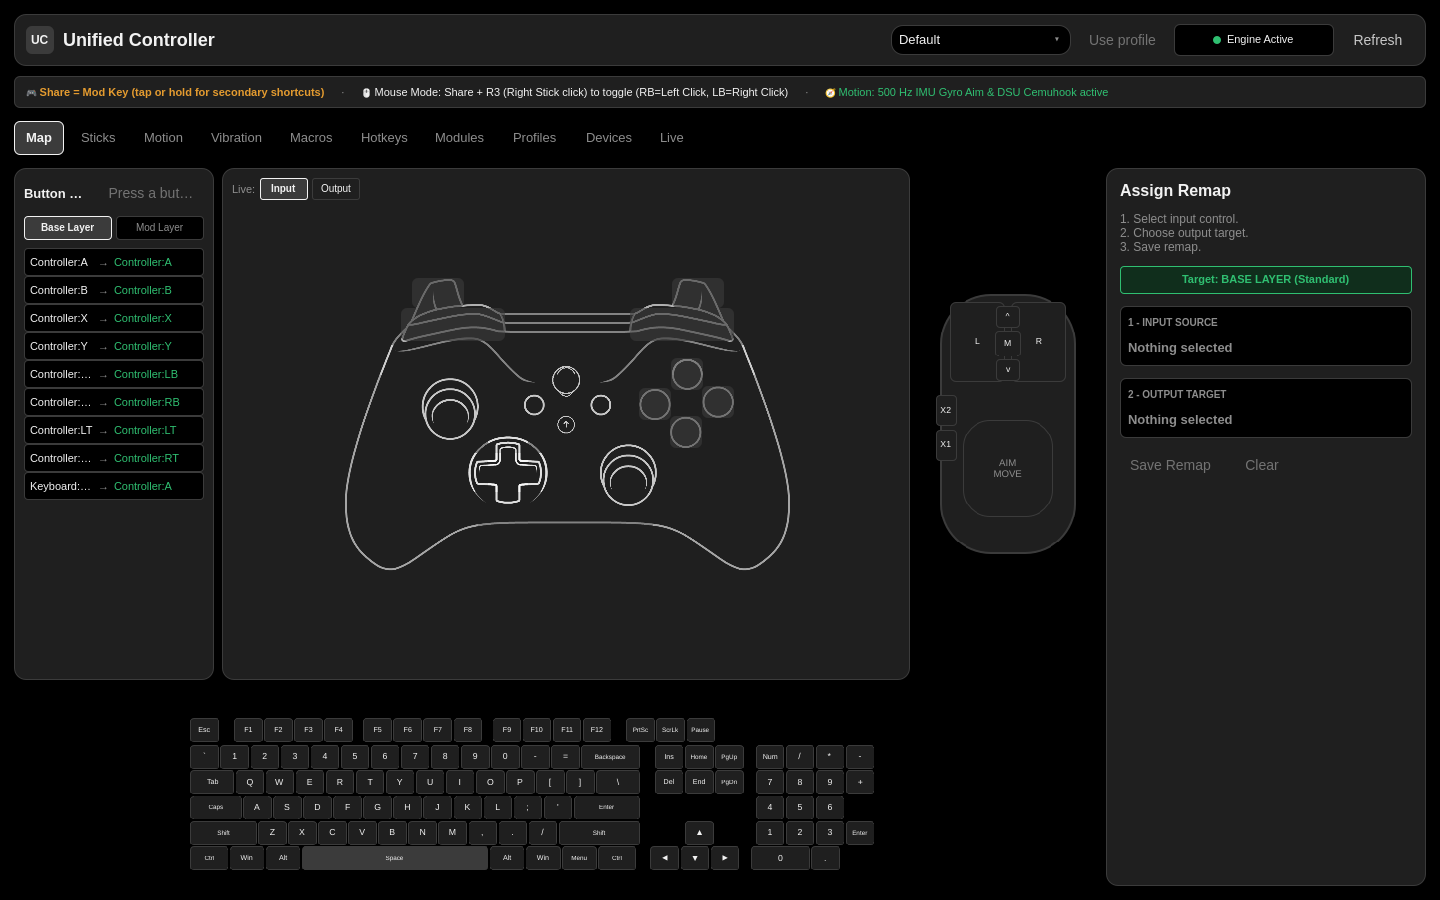 UC Unified Controller
Default
Use profile
Engine Active
Refresh
Share = Mod Key (tap or hold for secondary shortcuts) · Mouse Mode: Share + R3 (Right Stick click) to toggle (RB=Left Click, LB=Right Click) · Motion: 500 Hz IMU Gyro Aim & DSU Cemuhook active
Map Sticks Motion Vibration Macros Hotkeys Modules Profiles Devices Live
Button ... Press a but...
Base Layer Mod Layer
Controller:A → Controller:A
Controller:B → Controller:B
Controller:X → Controller:X
Controller:Y → Controller:Y
Controller:... → Controller:LB
Controller:... → Controller:RB
Controller:LT → Controller:LT
Controller:... → Controller:RT
Keyboard:... → Controller:A
Live: Input Output
^
L M R
v
X2
X1
AIM
MOVE
Assign Remap
1. Select input control.
2. Choose output target.
3. Save remap.
Target: BASE LAYER (Standard)
1 - INPUT SOURCE
Nothing selected
2 - OUTPUT TARGET
Nothing selected
Save Remap Clear
Esc F1 F2 F3 F4 F5 F6 F7 F8 F9 F10 F11 F12 PrtSc ScrLk Pause
` 1 2 3 4 5 6 7 8 9 0 - = Backspace Ins Home PgUp Num / * -
Tab Q W E R T Y U I O P [ ] \ Del End PgDn 7 8 9 +
Caps A S D F G H J K L ; ' Enter 4 5 6
Shift Z X C V B N M , . / Shift ▲ 1 2 3 Enter
Ctrl Win Alt Space Alt Win Menu Ctrl ◄ ▼ ► 0 .